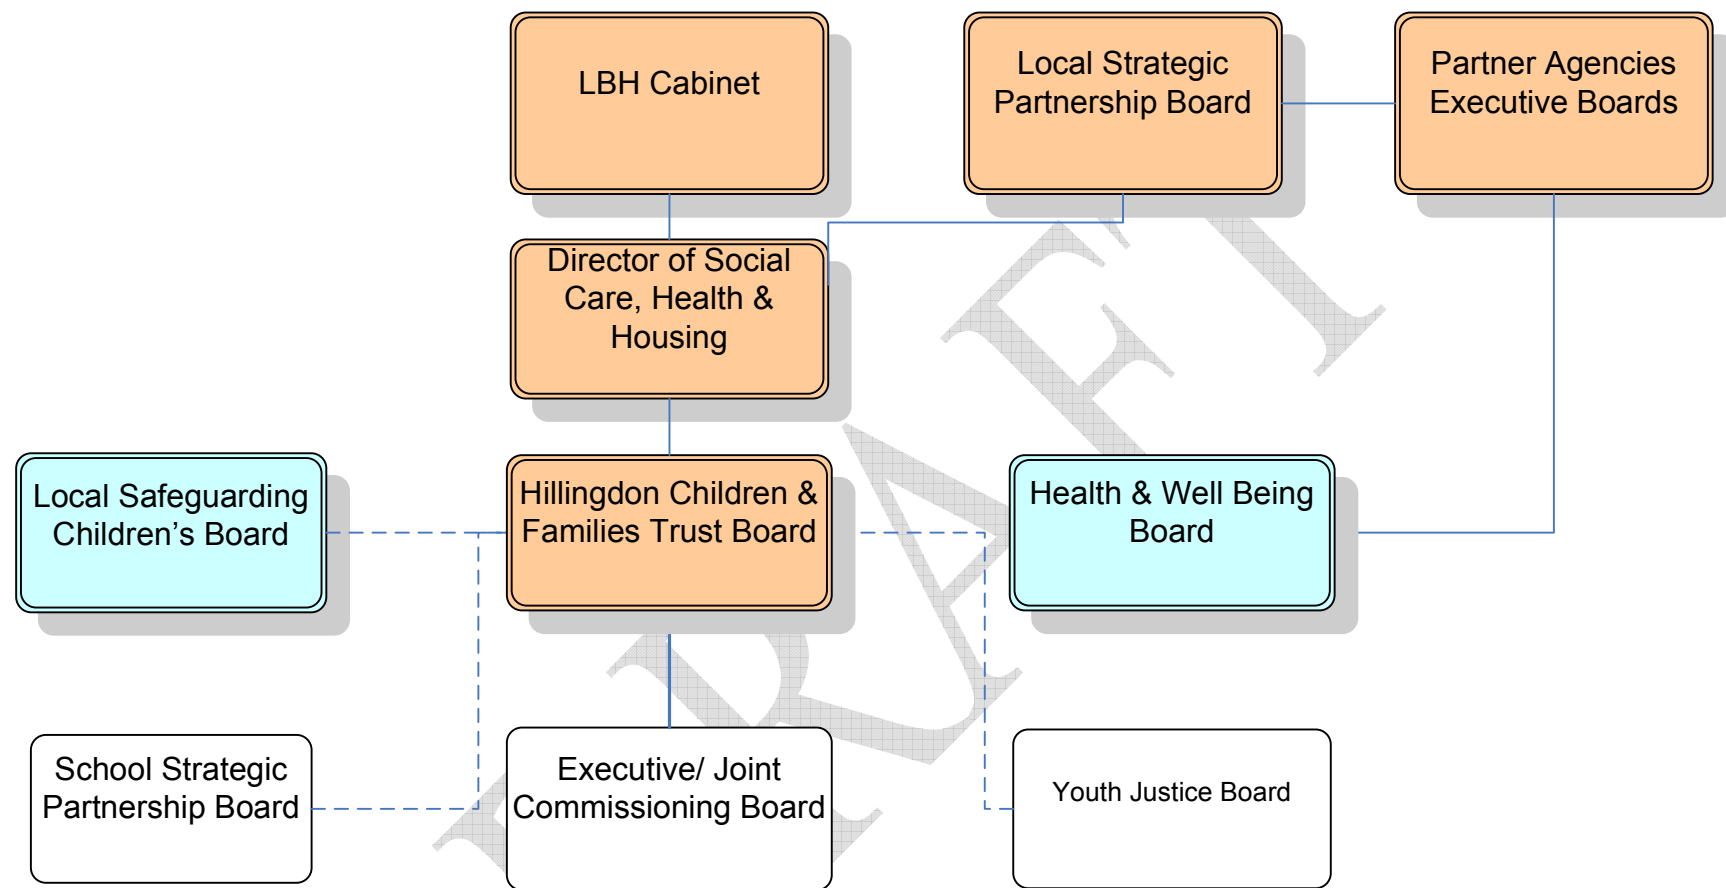 LBH Cabinet
Local Strategic
Partnership Board
Partner Agencies
Executive Boards
Director of Social
Care, Health &
Housing
Local Safeguarding
Children’s Board
Hillingdon Children &
Families Trust Board
Health & Well Being
Board
School Strategic
Partnership Board
Executive/ Joint
Commissioning Board
Youth Justice Board
DRAFT